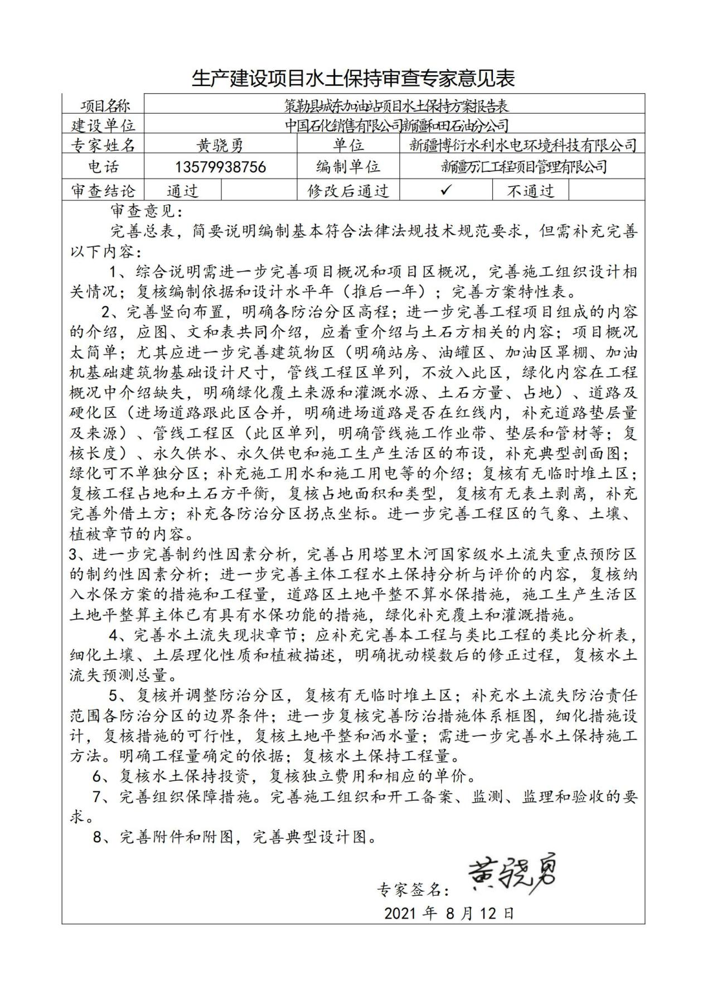 生产建设项目水土保持审查专家意见表
项目名称 策勒县城东加油站项目水土保持方案报告表
建设单位 中国石化销售有限公司新疆和田石油分公司
专家姓名 黄骁勇 单位 新疆博衍水利水电环境科技有限公司
电话 13579938756 编制单位 新疆万汇工程项目管理有限公司
审查结论 通过 修改后通过 ✓ 不通过
审查意见：
完善总表，简要说明编制基本符合法律法规技术规范要求，但需补充完善
以下内容：
1、综合说明需进一步完善项目概况和项目区概况，完善施工组织设计相
关情况；复核编制依据和设计水平年（推后一年）；完善方案特性表。
2、完善竖向布置，明确各防治分区高程；进一步完善工程项目组成的内容
的介绍，应图、文和表共同介绍，应着重介绍与土石方相关的内容；项目概况
太简单；尤其应进一步完善建筑物区（明确站房、油罐区、加油区罩棚、加油
机基础建筑物基础设计尺寸，管线工程区单列，不放入此区，绿化内容在工程
概况中介绍缺失，明确绿化覆土来源和灌溉水源、土石方量、占地）、道路及
硬化区（进场道路跟此区合并，明确进场道路是否在红线内，补充道路垫层量
及来源）、管线工程区（此区单列，明确管线施工作业带、垫层和管材等；复
核长度）、永久供水、永久供电和施工生产生活区的布设，补充典型剖面图；
绿化可不单独分区；补充施工用水和施工用电等的介绍；复核有无临时堆土区；
复核工程占地和土石方平衡，复核占地面积和类型，复核有无表土剥离，补充
完善外借土方；补充各防治分区拐点坐标。进一步完善工程区的气象、土壤、
植被章节的内容。
3、进一步完善制约性因素分析，完善占用塔里木河国家级水土流失重点预防区
的制约性因素分析；进一步完善主体工程水土保持分析与评价的内容，复核纳
入水保方案的措施和工程量，道路区土地平整不算水保措施，施工生产生活区
土地平整算主体已有具有水保功能的措施，绿化补充覆土和灌溉措施。
4、完善水土流失现状章节；应补充完善本工程与类比工程的类比分析表，
细化土壤、土层理化性质和植被描述，明确扰动模数后的修正过程，复核水土
流失预测总量。
5、复核并调整防治分区，复核有无临时堆土区；补充水土流失防治责任
范围各防治分区的边界条件；进一步复核完善防治措施体系框图，细化措施设
计，复核措施的可行性，复核土地平整和洒水量；需进一步完善水土保持施工
方法。明确工程量确定的依据；复核水土保持工程量。
6、复核水土保持投资，复核独立费用和相应的单价。
7、完善组织保障措施。完善施工组织和开工备案、监测、监理和验收的要
求。
8、完善附件和附图，完善典型设计图。
专家签名：黄骁勇
2021 年 8 月 12 日